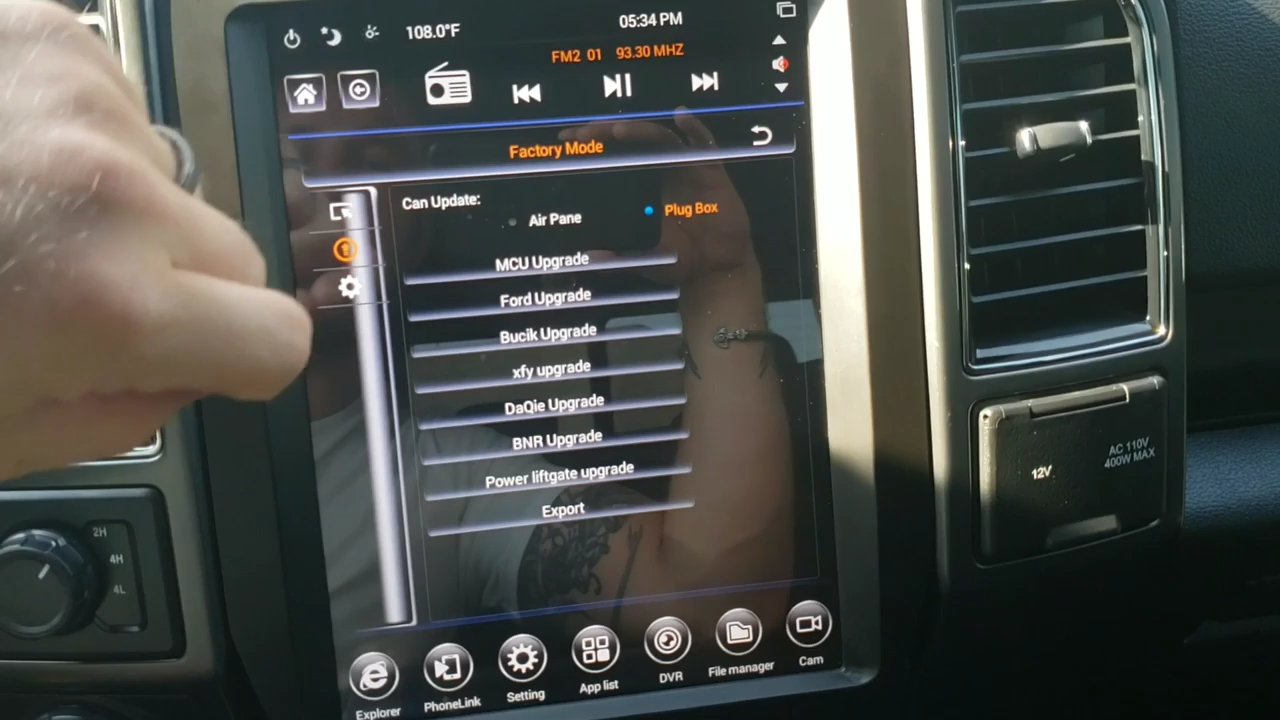 108.0°F
05:34 PM
FM2 01 93.30 MHZ
Factory Mode
Can Update:
Air Pane
Plug Box
MCU Upgrade
Ford Upgrade
Bucik Upgrade
xfy upgrade
DaQie Upgrade
BNR Upgrade
Power liftgate upgrade
Export
Explorer
PhoneLink
Setting
App list
DVR
File manager
Cam
2H
4H
4L
12V
AC 110V
400W MAX